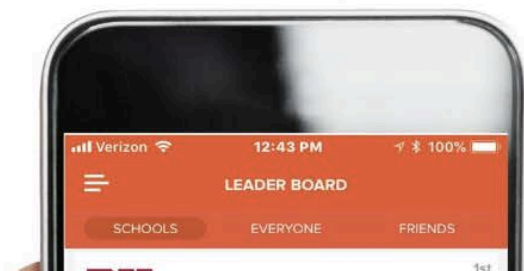 Verizon 12:43 PM 100%
LEADER BOARD
SCHOOLS EVERYONE FRIENDS
1st